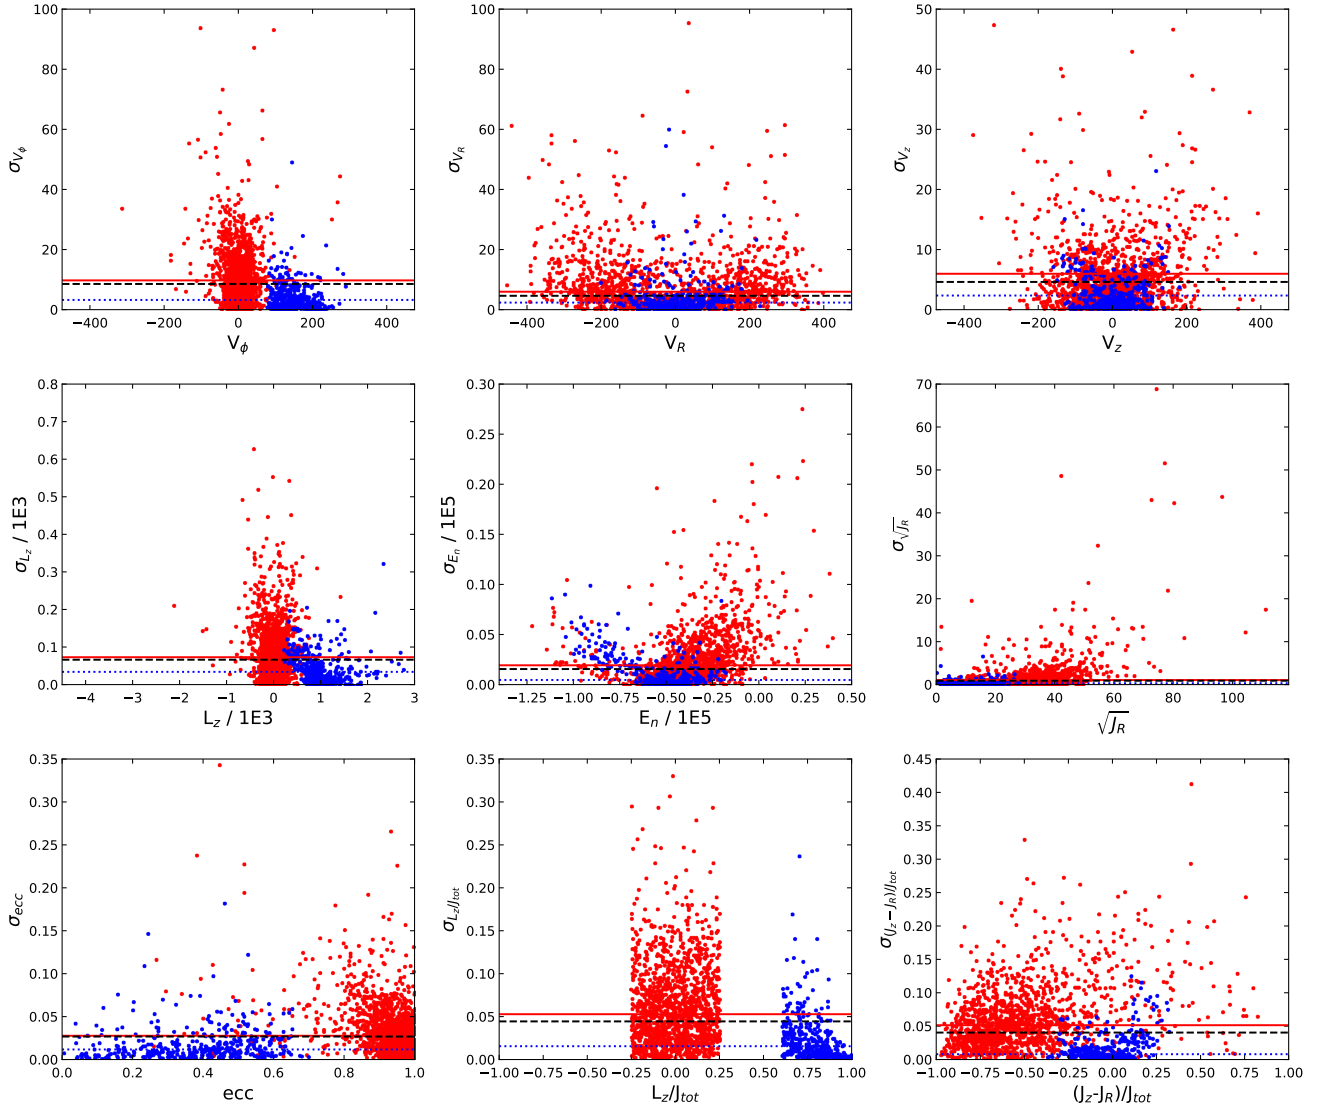 100
80
60
40
20
0
σ_{V_ϕ}
−400 −200 0 200 400
V_ϕ
100
80
60
40
20
0
σ_{V_R}
−400 −200 0 200 400
V_R
50
40
30
20
10
0
σ_{V_z}
−400 −200 0 200 400
V_z
0.8
0.7
0.6
0.5
0.4
0.3
0.2
0.1
0.0
σ_{L_z} / 1E3
−4 −3 −2 −1 0 1 2 3
L_z / 1E3
0.30
0.25
0.20
0.15
0.10
0.05
0.00
σ_{E_n} / 1E5
−1.25 −1.00 −0.75 −0.50 −0.25 0.00 0.25 0.50
E_n / 1E5
70
60
50
40
30
20
10
0
σ_{√J_R}
0 20 40 60 80 100
√J_R
0.35
0.30
0.25
0.20
0.15
0.10
0.05
0.00
σ_{ecc}
0.0 0.2 0.4 0.6 0.8 1.0
ecc
0.35
0.30
0.25
0.20
0.15
0.10
0.05
0.00
σ_{L_z/J_{tot}}
−1.00 −0.75 −0.50 −0.25 0.00 0.25 0.50 0.75 1.00
L_z/J_{tot}
0.45
0.40
0.35
0.30
0.25
0.20
0.15
0.10
0.05
0.00
σ_{(J_z−J_R)/J_{tot}}
−1.00 −0.75 −0.50 −0.25 0.00 0.25 0.50 0.75 1.00
(J_z-J_R)/J_{tot}